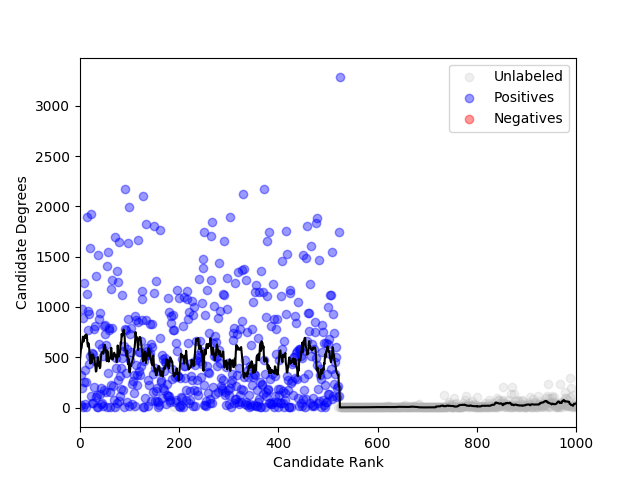 Unlabeled
Positives
Negatives
3000
2500
2000
1500
1000
500
0
Candidate Degrees
0 200 400 600 800 1000
Candidate Rank